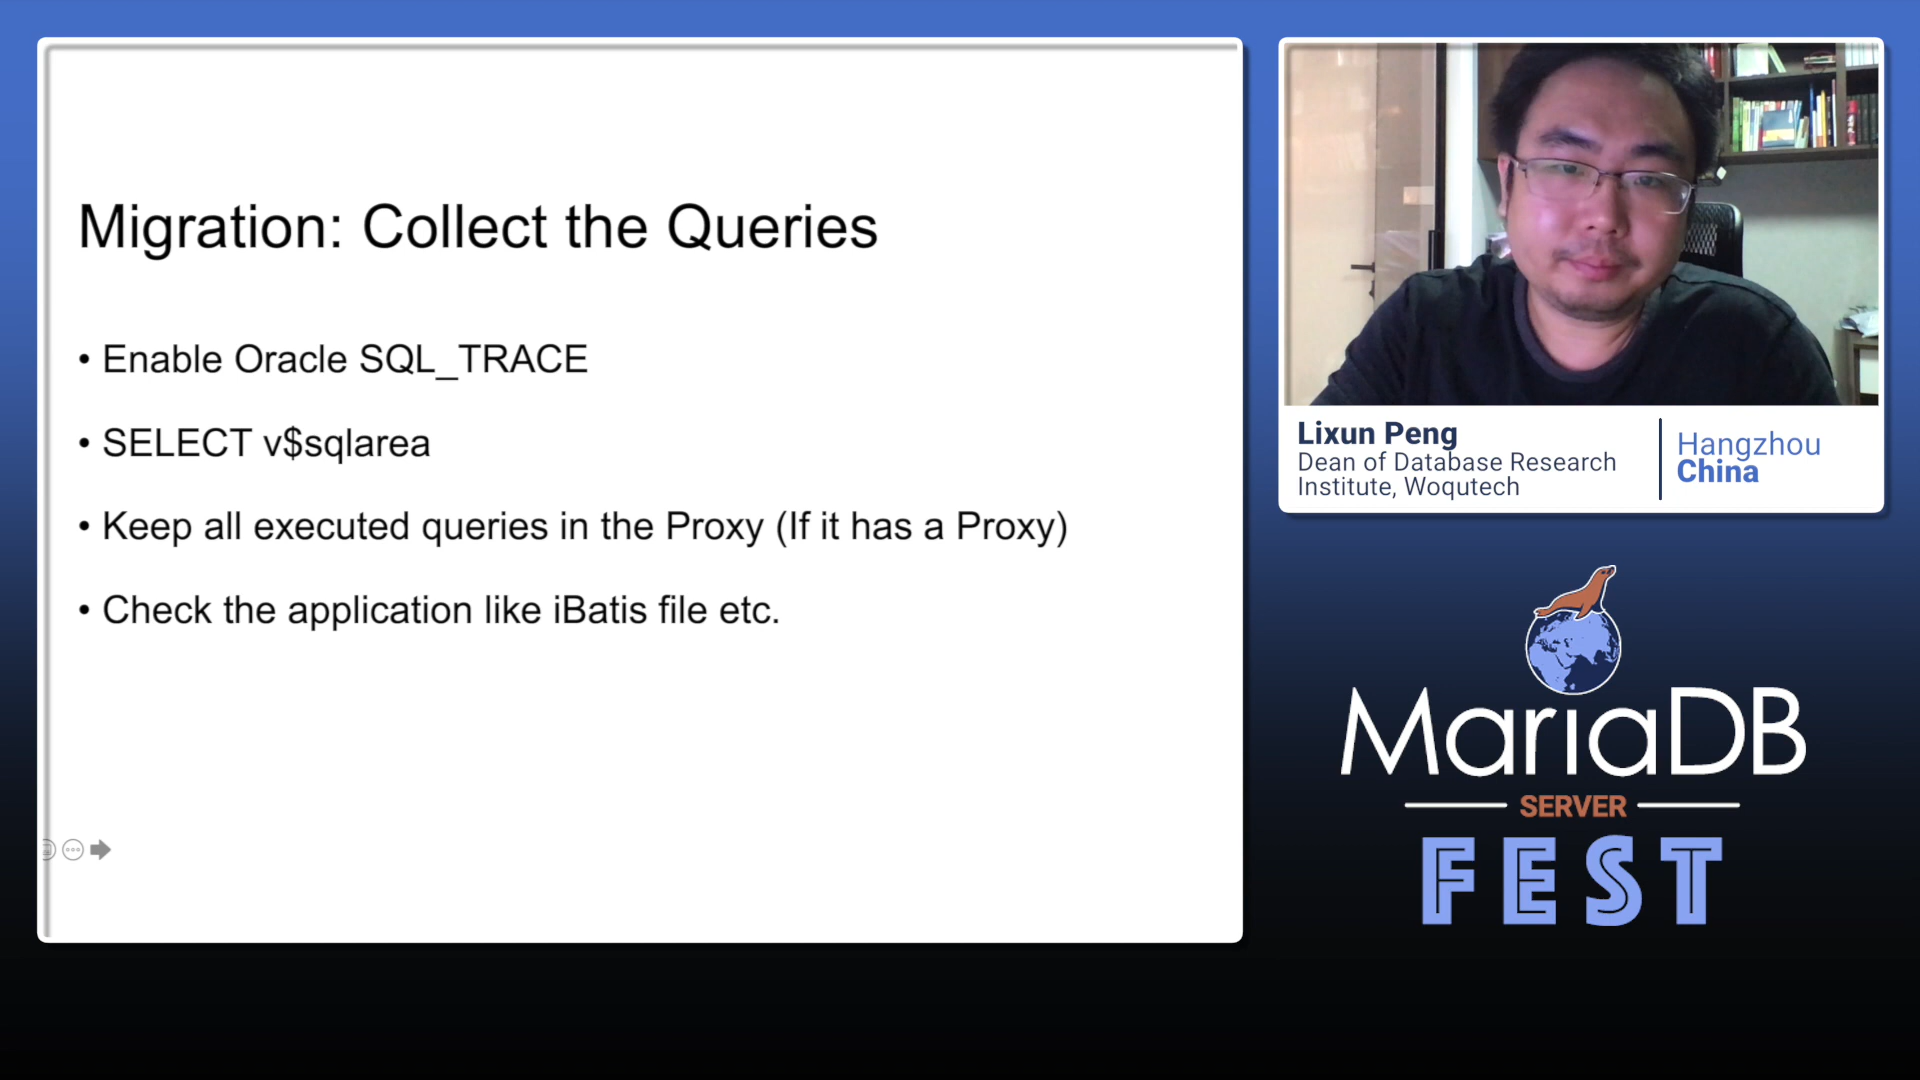 Migration: Collect the Queries
• Enable Oracle SQL_TRACE
• SELECT v$sqlarea
• Keep all executed queries in the Proxy (If it has a Proxy)
• Check the application like iBatis file etc.
Lixun Peng
Dean of Database Research
Institute, Woqutech
Hangzhou
China
MariaDB
SERVER
FEST